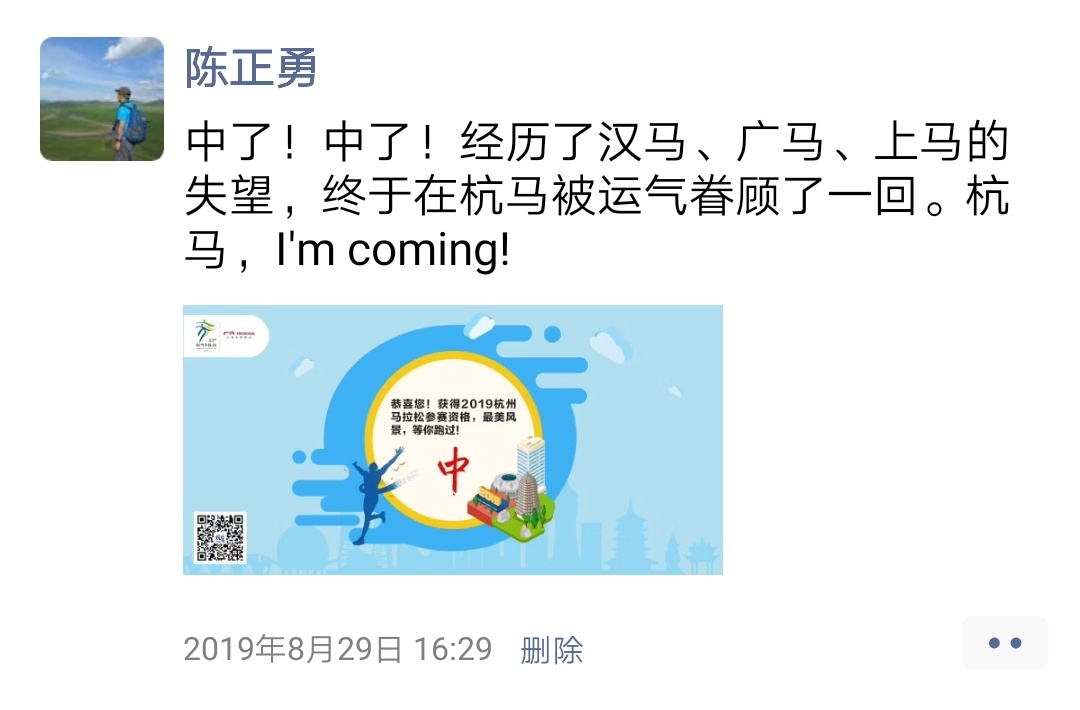 陈正勇
中了！中了！经历了汉马、广马、上马的
失望，终于在杭马被运气眷顾了一回。杭
马，I'm coming!
恭喜您！获得2019杭州
马拉松参赛资格，最美风
景，等你跑过！
中
2019年8月29日 16:29 删除